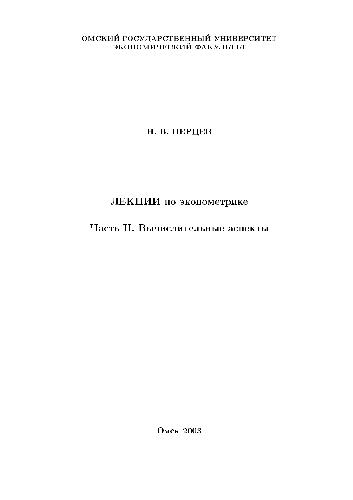 ОМСКИЙ ГОСУДАРСТВЕННЫЙ УНИВЕРСИТЕТ
ЭКОНОМИЧЕСКИЙ ФАКУЛЬТЕТ
Н. В. ПЕРЦЕВ
ЛЕКЦИИ по эконометрике
Часть II. Вычислительные аспекты
Омск 2003